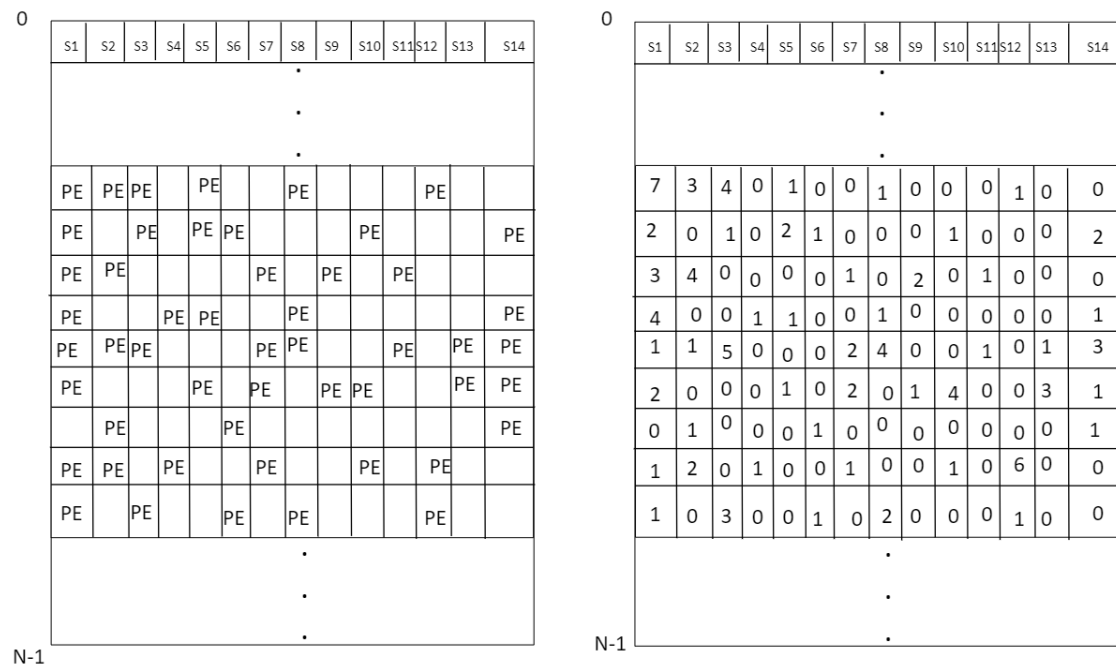 0
S1 S2 S3 S4 S5 S6 S7 S8 S9 S10 S11 S12 S13 S14
PE PE PE PE PE PE
PE PE PE PE PE PE
PE PE PE PE PE
PE PE PE PE PE
PE PE PE PE PE PE PE PE
PE PE PE PE PE PE PE
PE PE PE
PE PE PE PE PE PE
PE PE PE PE PE
N-1
0
S1 S2 S3 S4 S5 S6 S7 S8 S9 S10 S11 S12 S13 S14
7 3 4 0 1 0 0 1 0 0 0 1 0 0
2 0 1 0 2 1 0 0 0 1 0 0 0 2
3 4 0 0 0 0 1 0 2 0 1 0 0 0
4 0 0 1 1 0 0 1 0 0 0 0 0 1
1 1 5 0 0 0 2 4 0 0 1 0 1 3
2 0 0 0 1 0 2 0 1 4 0 0 3 1
0 1 0 0 0 1 0 0 0 0 0 0 0 1
1 2 0 1 0 0 1 0 0 1 0 6 0 0
1 0 3 0 0 1 0 2 0 0 0 1 0 0
N-1